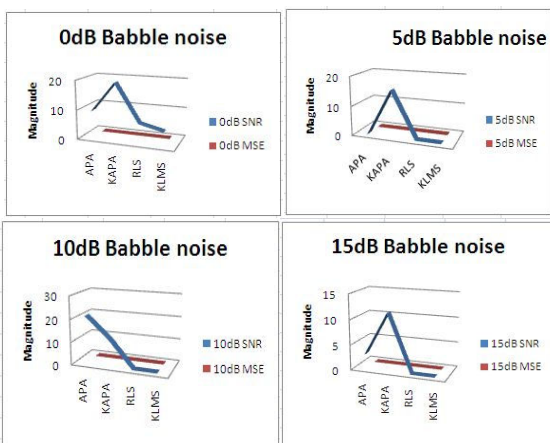 0dB Babble noise
20
10
0
Magnitude
APA
KAPA
RLS
KLMS
0dB SNR
0dB MSE
5dB Babble noise
20
10
0
Magnitude
APA
KAPA
RLS
KLMS
5dB SNR
5dB MSE
10dB Babble noise
30
20
10
0
Magnitude
APA
KAPA
RLS
KLMS
10dB SNR
10dB MSE
15dB Babble noise
15
10
5
0
Magnitude
APA
KAPA
RLS
KLMS
15dB SNR
15dB MSE